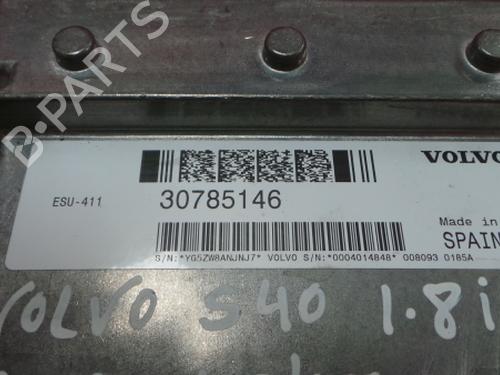 B-PARTS
VOLVO
ESU-411
30785146
Made in
SPAIN
S/N:*YG5ZW8ANJNJ7* VOLVO S/N:*0004014848* 008093 0185A
VOLVO S40 1.8i